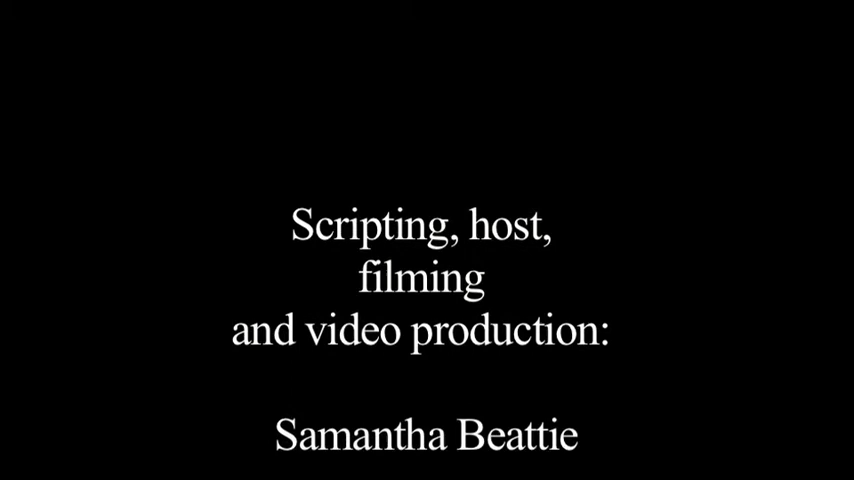 Scripting, host,
filming
and video production:
Samantha Beattie